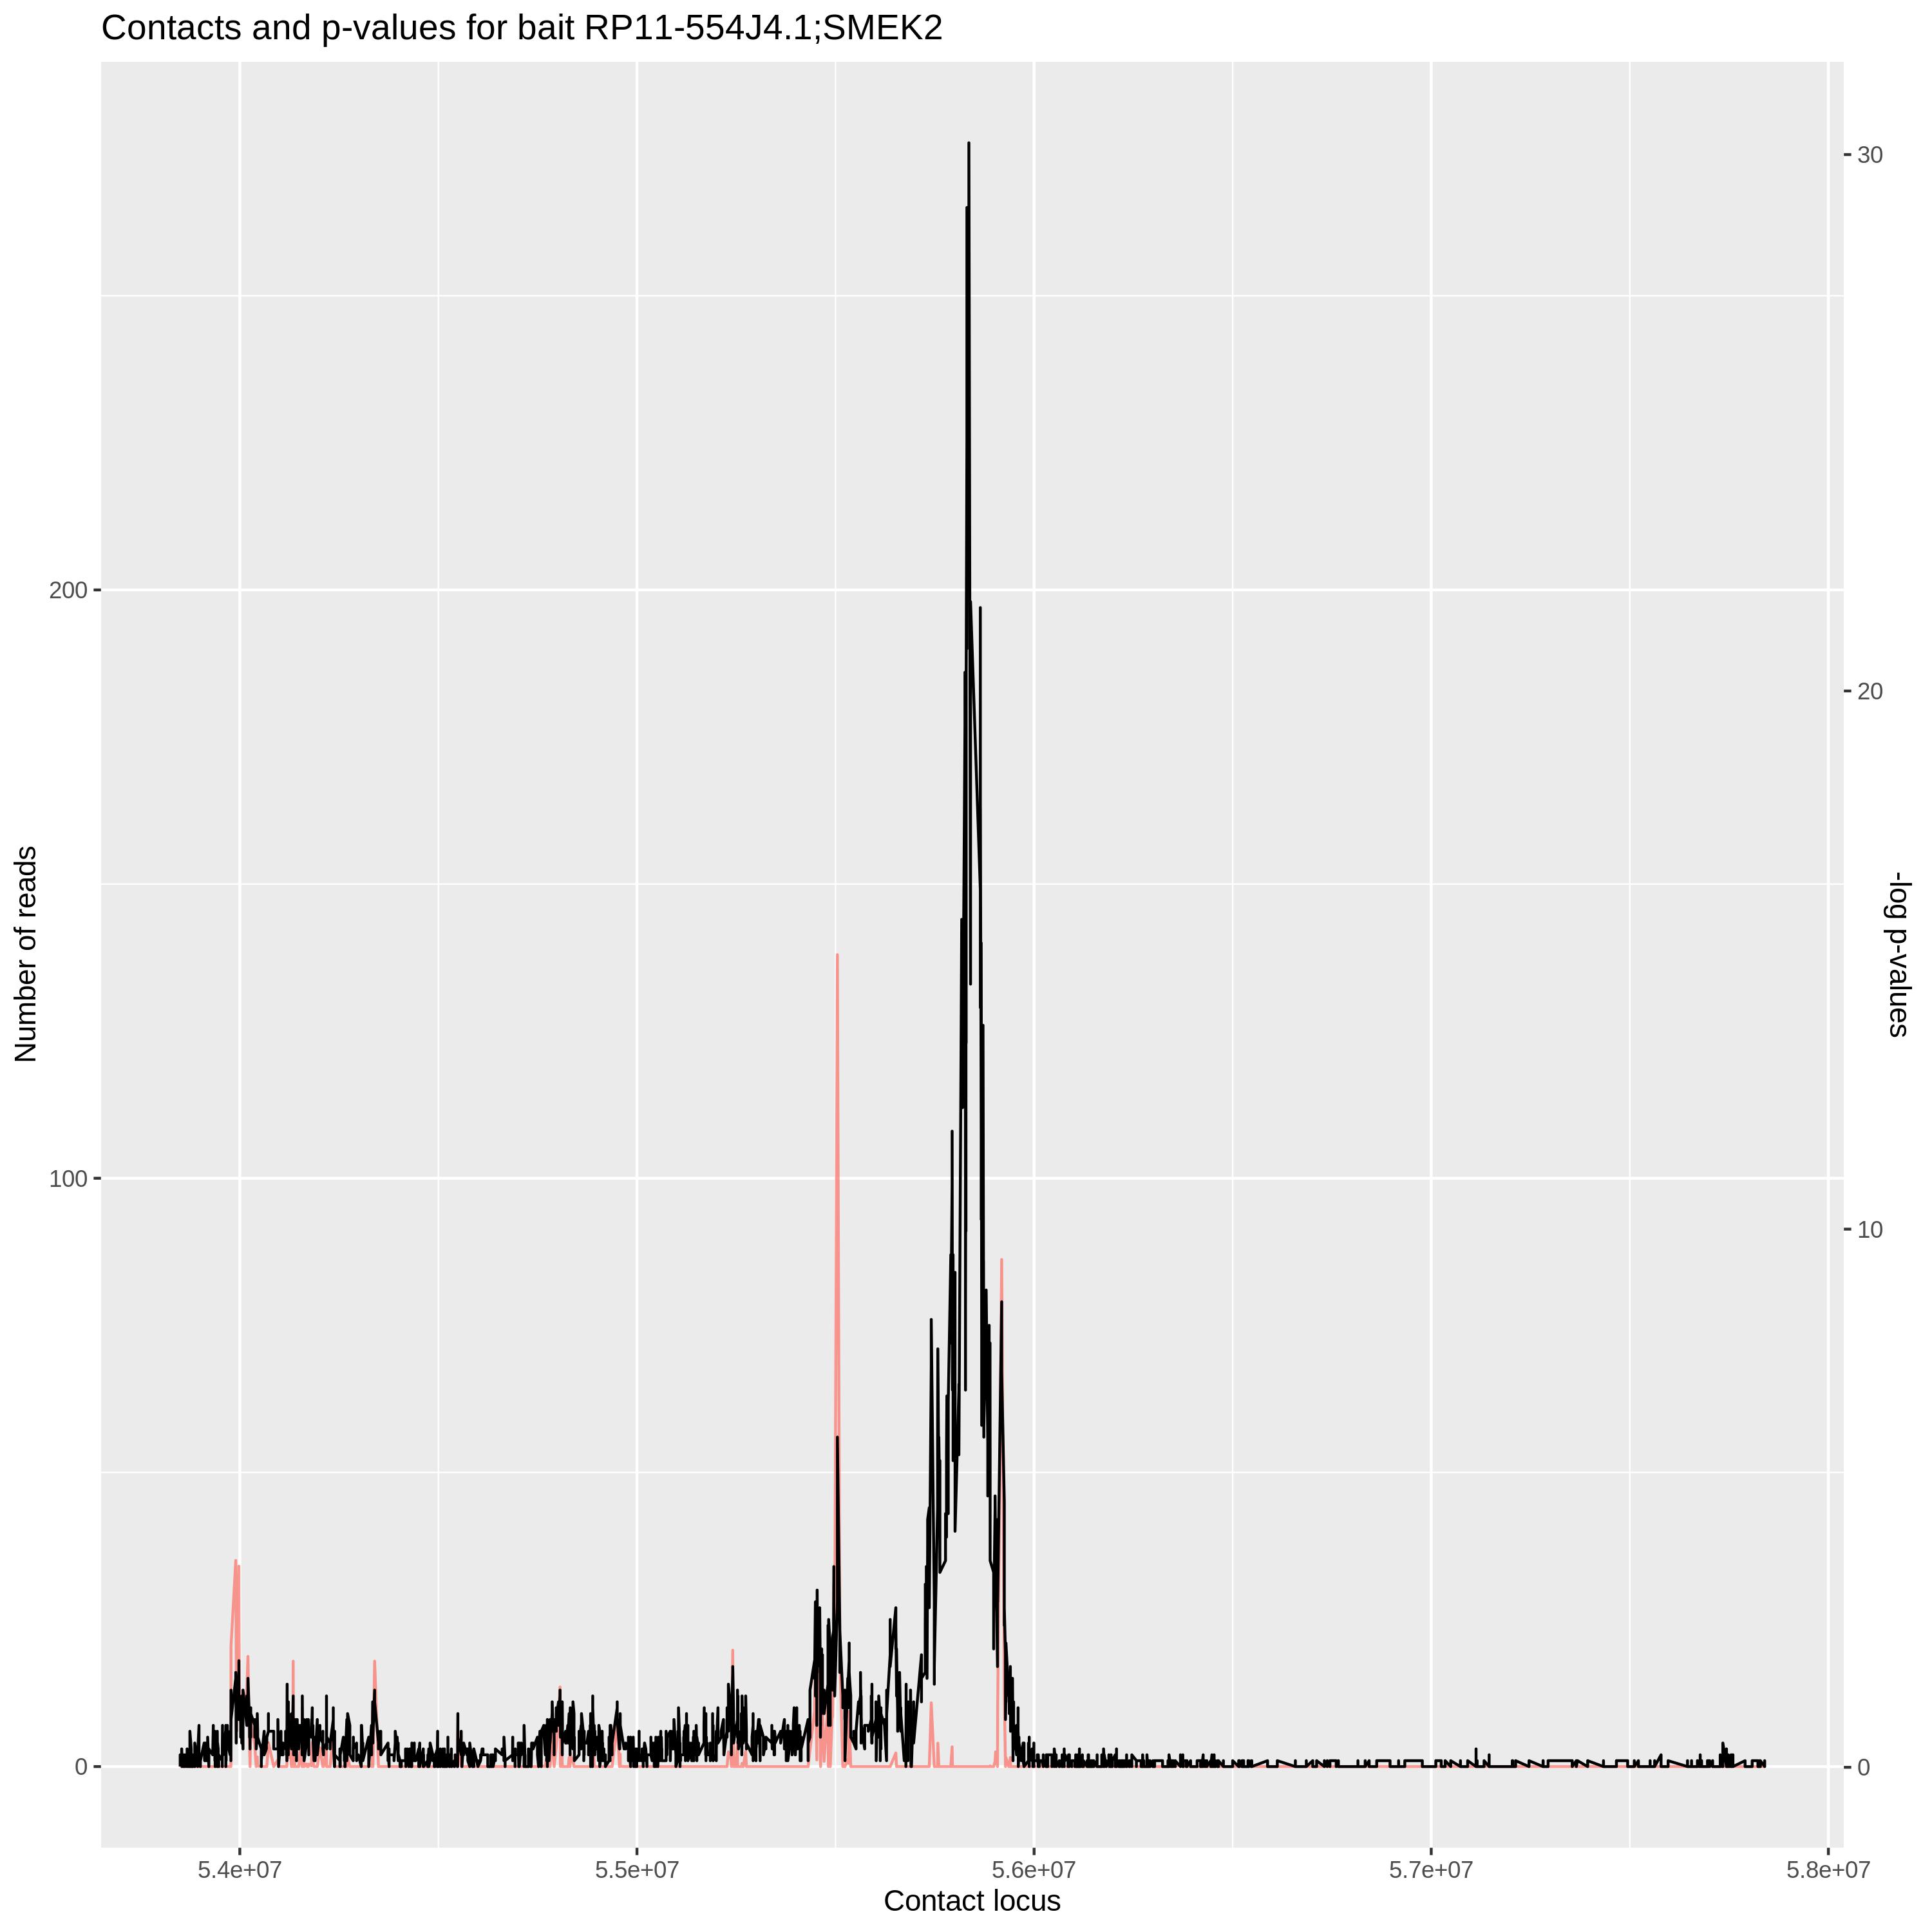 Contacts and p-values for bait RP11-554J4.1;SMEK2
30
200
20
Number of reads
-log p-values
100
10
0
0
5.4e+07
5.5e+07
5.6e+07
5.7e+07
5.8e+07
Contact locus